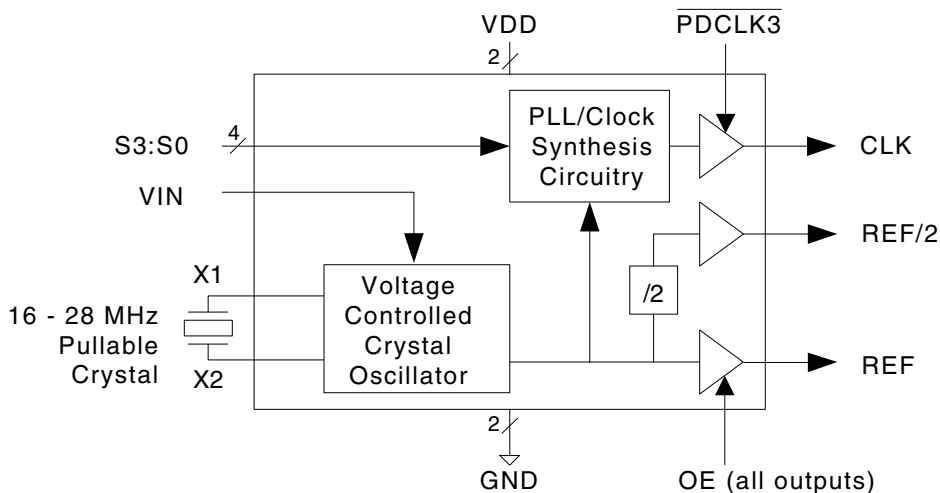 VDD
PDCLK3
2
S3:S0
4
PLL/Clock
Synthesis
Circuitry
CLK
VIN
REF/2
X1
Voltage
Controlled
Crystal
Oscillator
/2
16 - 28 MHz
Pullable
Crystal
X2
REF
2
GND
OE (all outputs)